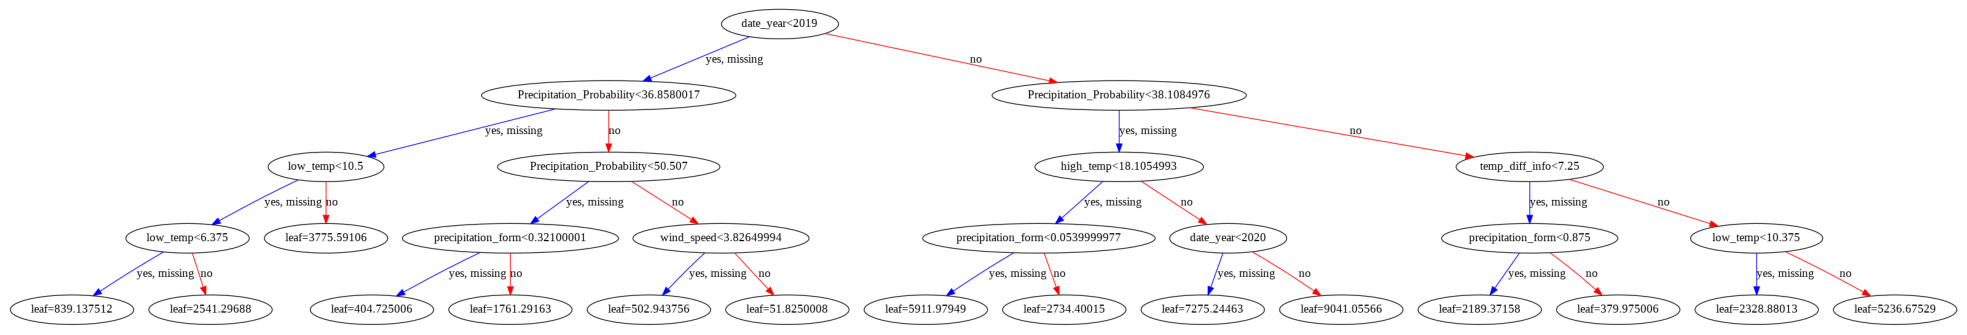 date_year<2019
yes, missing
no
Precipitation_Probability<36.8580017
Precipitation_Probability<38.1084976
yes, missing
no
yes, missing
no
low_temp<10.5
Precipitation_Probability<50.507
high_temp<18.1054993
temp_diff_info<7.25
yes, missing
no
yes, missing
no
yes, missing
no
yes, missing
no
low_temp<6.375
leaf=3775.59106
precipitation_form<0.32100001
wind_speed<3.82649994
precipitation_form<0.0539999977
date_year<2020
precipitation_form<0.875
low_temp<10.375
yes, missing
no
yes, missing
no
yes, missing
no
yes, missing
no
yes, missing
no
yes, missing
no
yes, missing
no
leaf=839.137512
leaf=2541.29688
leaf=404.725006
leaf=1761.29163
leaf=502.943756
leaf=51.8250008
leaf=5911.97949
leaf=2734.40015
leaf=7275.24463
leaf=9041.05566
leaf=2189.37158
leaf=379.975006
leaf=2328.88013
leaf=5236.67529